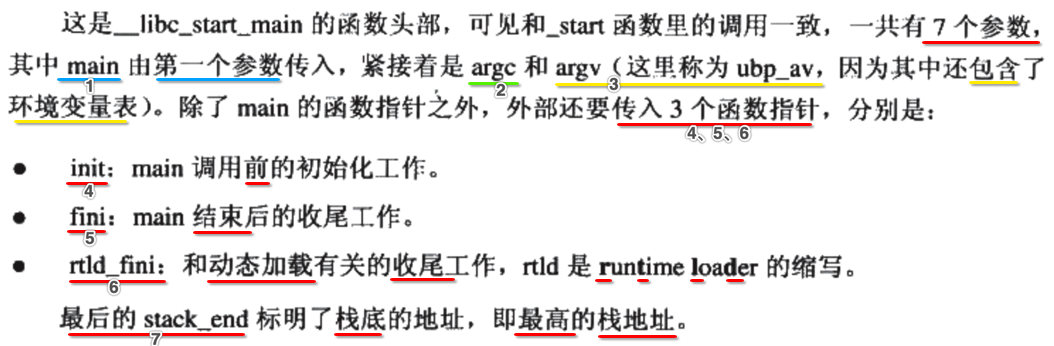 这是__libc_start_main 的函数头部，可见和_start 函数里的调用一致，一共有 7 个参数，
其中 main 由第一个参数传入，紧接着是 argc 和 argv（这里称为 ubp_av，因为其中还包含了
1 2 3
环境变量表）。除了 main 的函数指针之外，外部还要传入 3 个函数指针，分别是：
4、5、6
● init：main 调用前的初始化工作。
4
● fini：main 结束后的收尾工作。
5
● rtld_fini：和动态加载有关的收尾工作，rtld 是 runtime loader 的缩写。
6
最后的 stack_end 标明了栈底的地址，即最高的栈地址。
7